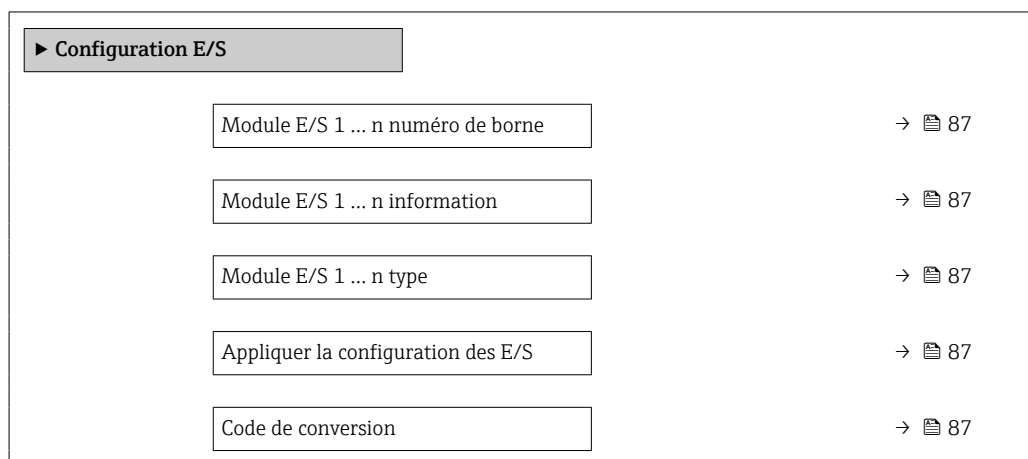 ▶ Configuration E/S
Module E/S 1 … n numéro de borne → 87
Module E/S 1 … n information → 87
Module E/S 1 … n type → 87
Appliquer la configuration des E/S → 87
Code de conversion → 87